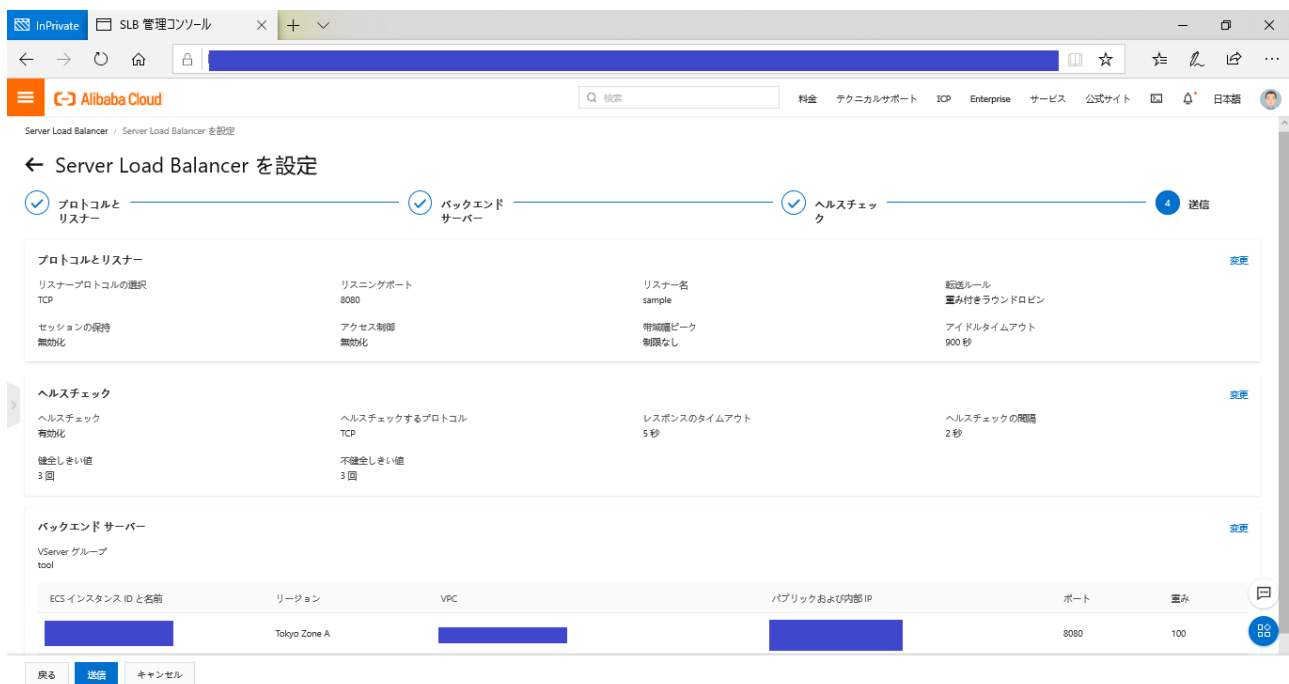 InPrivate
SLB 管理コンソール
Alibaba Cloud
検索
料金 テクニカルサポート ICP Enterprise サービス 公式サイト 日本語
Server Load Balancer / Server Load Balancer を設定
Server Load Balancer を設定
プロトコルと
リスナー
バックエンド
サーバー
ヘルスチェッ
ク
4 送信
プロトコルとリスナー 変更
リスナープロトコルの選択 リスニングポート リスナー名 転送ルール
TCP 8080 sample 重み付きラウンドロビン
セッションの保持 アクセス制御 帯域幅ピーク アイドルタイムアウト
無効化 無効化 制限なし 900 秒
ヘルスチェック 変更
ヘルスチェック ヘルスチェックするプロトコル レスポンスのタイムアウト ヘルスチェックの間隔
有効化 TCP 5 秒 2 秒
健全しきい値 不健全しきい値
3 回 3 回
バックエンド サーバー 変更
VServer グループ
tool
ECS インスタンス ID と名前 リージョン VPC パブリックおよび内部 IP ポート 重み
Tokyo Zone A 8080 100
戻る 送信 キャンセル